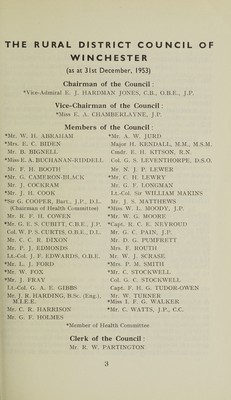 THE RURAL DISTRICT COUNCIL OF
WINCHESTER
(as at 31st December, 1953)
Chairman of the Council :
*Vice-Admiral E. J. HARDMAN JONES, C.B., O.B.E., J.P.
Vice-Chairman of the Council :
*Miss E. A. CHAMBERLAYNE, J.P.
Members of the Council :
*Mr. W. H. ABRAHAM
*Mrs. E. C. BIDEN
Mr. B. BIGNELL
*Miss E. A. BUCHANAN-RIDDELL
Mr. F. H. BOOTH
*Mr. G. CAMERON-BLACK
Mr. J. COCKRAM
*Mr. J. H. COOK
*Sir G. COOPER, Bart., J.P., D.L.
(Chairman of Health Committee)
Mr. R. F. H. COWEN
*Mr. G. E. S. CUBITT, C.B.E., J.P.
Col. W. P. S. CURTIS, O.B.E., D.L.
Mr. C. C. R. DIXON
Mr. P. J. EDMONDS
Lt.-Col. J. F. EDWARDS, O.B.E.
*Mr. L. J. FORD
*Mr. W. FOX
*Mr. J. FRAY
Lt.-Col. G. A. E. GIBBS
Mr. J. R. HARDING, B.Sc. (Eng.),
M.I.E.E.
Mr. C. R. HARRISON
Mr. G. F. HOLMES
*Mr. A. W. JURD
Major H. KENDALL, M.M., M.S.M.
Cmdr. E. H. KITSON, R.N.
Col. G. S. LEVENTHORPE, D.S.O.
Mr. N. J. P. LEWER
*Mr. C. H. LEWRY
Mr. G. F. LONGMAN
Lt.-Col. Sir WILLIAM MAKINS
Mr. J. S. MATTHEWS
*Miss W. L. MOODY, J.P.
*Mr. W. G. MOORE
*Capt. R. C. E. NEYROUD
Mr. G. C. PAIN, J.P.
Mr. D. G. PUMFRETT
Mrs. F. ROUTH
Mr. W. J. SCRASE
*Mrs. P. M. SMITH
*Mr. C. STOCKWELL
Col. G. C. STOCKWELL
Capt. F. H. G. TUDOR-OWEN
Mr. W. TURNER
*Miss I. F. G. WALKER
*Mr. C. WATTS, J.P., C.C.
*Member of Health Committee
Clerk of the Council :
Mr. R. W. PARTINGTON
3